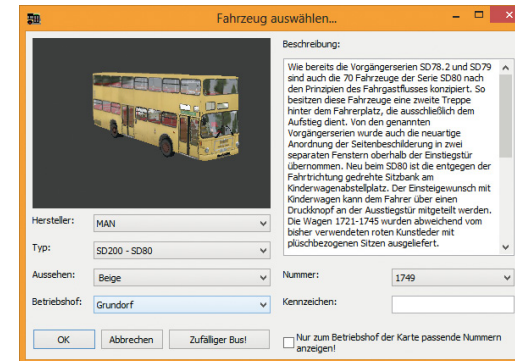 Fahrzeug auswählen...
Beschreibung:
Wie bereits die Vorgängerserien SD78.2 und SD79
sind auch die 70 Fahrzeuge der Serie SD80 nach
den Prinzipien des Fahrgastflusses konzipiert. So
besitzen diese Fahrzeuge eine zweite Treppe
hinter dem Fahrerplatz, die ausschließlich dem
Aufstieg dient. Von den genannten
Vorgängerserien wurde auch die neuartige
Anordnung der Seitenbeschilderung in zwei
separaten Fenstern oberhalb der Einstiegstür
übernommen. Neu beim SD80 ist die entgegen der
Fahrtrichtung gedrehte Sitzbank am
Kinderwagenabstellplatz. Der Einsteigewunsch mit
Kinderwagen kann dem Fahrer über einen
Druckknopf an der Ausstiegstür mitgeteilt werden.
Die Wagen 1721-1745 wurden abweichend vom
bisher verwendeten roten Kunstleder mit
plüschbezogenen Sitzen ausgeliefert.
Hersteller:
MAN
Typ:
SD200 - SD80
Aussehen:
Beige
Nummer:
1749
Betriebshof:
Grundorf
Kennzeichen:
OK
Abbrechen
Zufälliger Bus!
Nur zum Betriebshof der Karte passende Nummern
anzeigen!